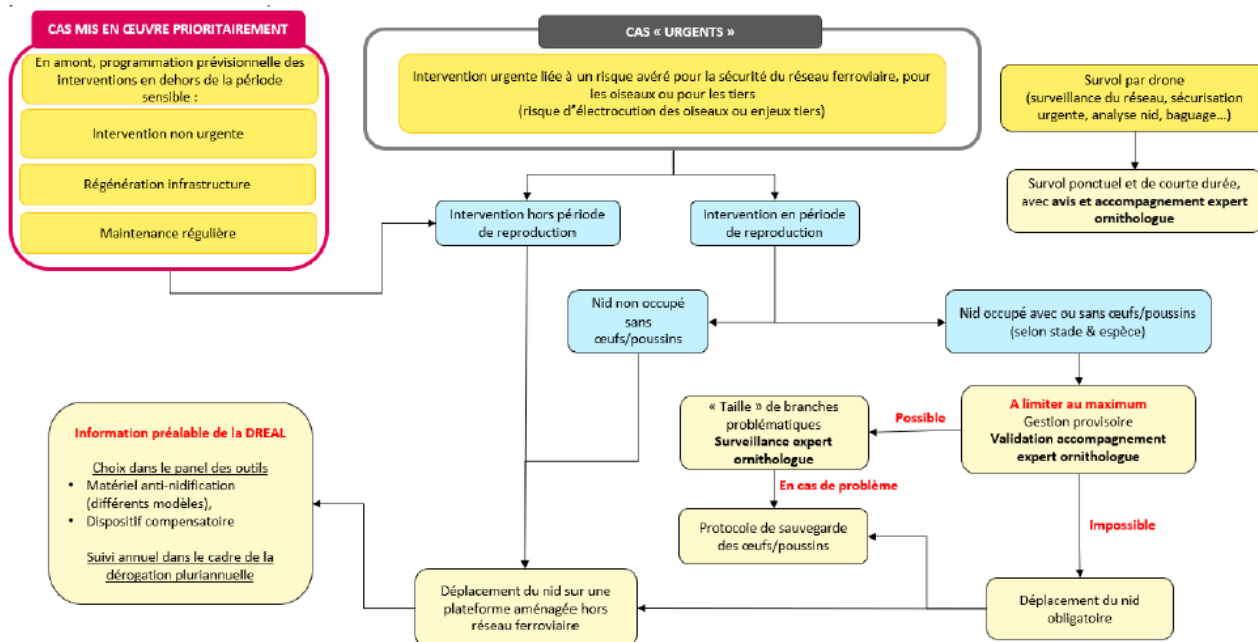 CAS MIS EN ŒUVRE PRIORITAIREMENT
En amont, programmation prévisionnelle des
interventions en dehors de la période
sensible :
Intervention non urgente
Régénération infrastructure
Maintenance régulière
CAS « URGENTS »
Intervention urgente liée à un risque avéré pour la sécurité du réseau ferroviaire, pour
les oiseaux ou pour les tiers
(risque d'électrocution des oiseaux ou enjeux tiers)
Survol par drone
(surveillance du réseau, sécurisation
urgente, analyse nid, baguage...)
Survol ponctuel et de courte durée,
avec avis et accompagnement expert
ornithologue
Intervention hors période
de reproduction
Intervention en période
de reproduction
Nid non occupé
sans
œufs/poussins
Nid occupé avec ou sans œufs/poussins
(selon stade & espèce)
A limiter au maximum
Gestion provisoire
Validation accompagnement
expert ornithologue
Possible
« Taille » de branches
problématiques
Surveillance expert
ornithologue
En cas de problème
Impossible
Protocole de sauvegarde
des œufs/poussins
Déplacement du nid
obligatoire
Déplacement du nid sur une
plateforme aménagée hors
réseau ferroviaire
Information préalable de la DREAL
Choix dans le panel des outils
• Matériel anti-nidification
(différents modèles),
• Dispositif compensatoire
Suivi annuel dans le cadre de la
dérogation pluriannuelle